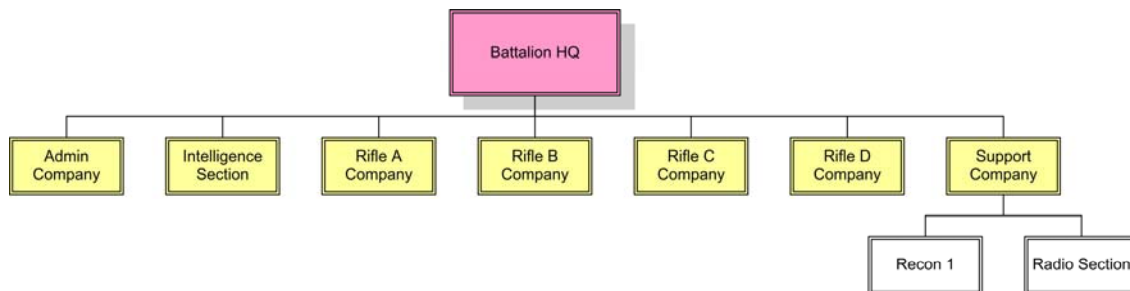 Battalion HQ
Admin
Company
Intelligence
Section
Rifle A
Company
Rifle B
Company
Rifle C
Company
Rifle D
Company
Support
Company
Recon 1
Radio Section